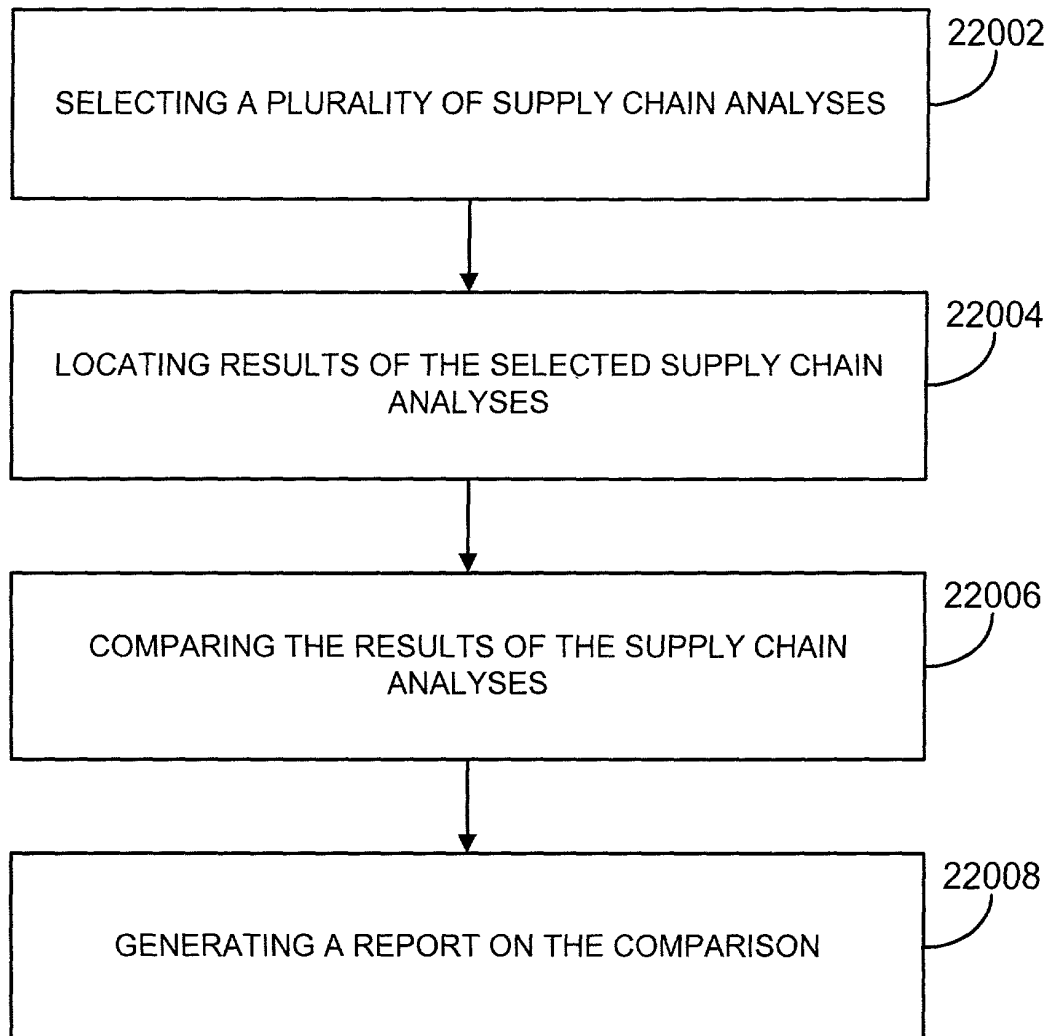 22002
SELECTING A PLURALITY OF SUPPLY CHAIN ANALYSES
22004
LOCATING RESULTS OF THE SELECTED SUPPLY CHAIN
ANALYSES
22006
COMPARING THE RESULTS OF THE SUPPLY CHAIN
ANALYSES
22008
GENERATING A REPORT ON THE COMPARISON